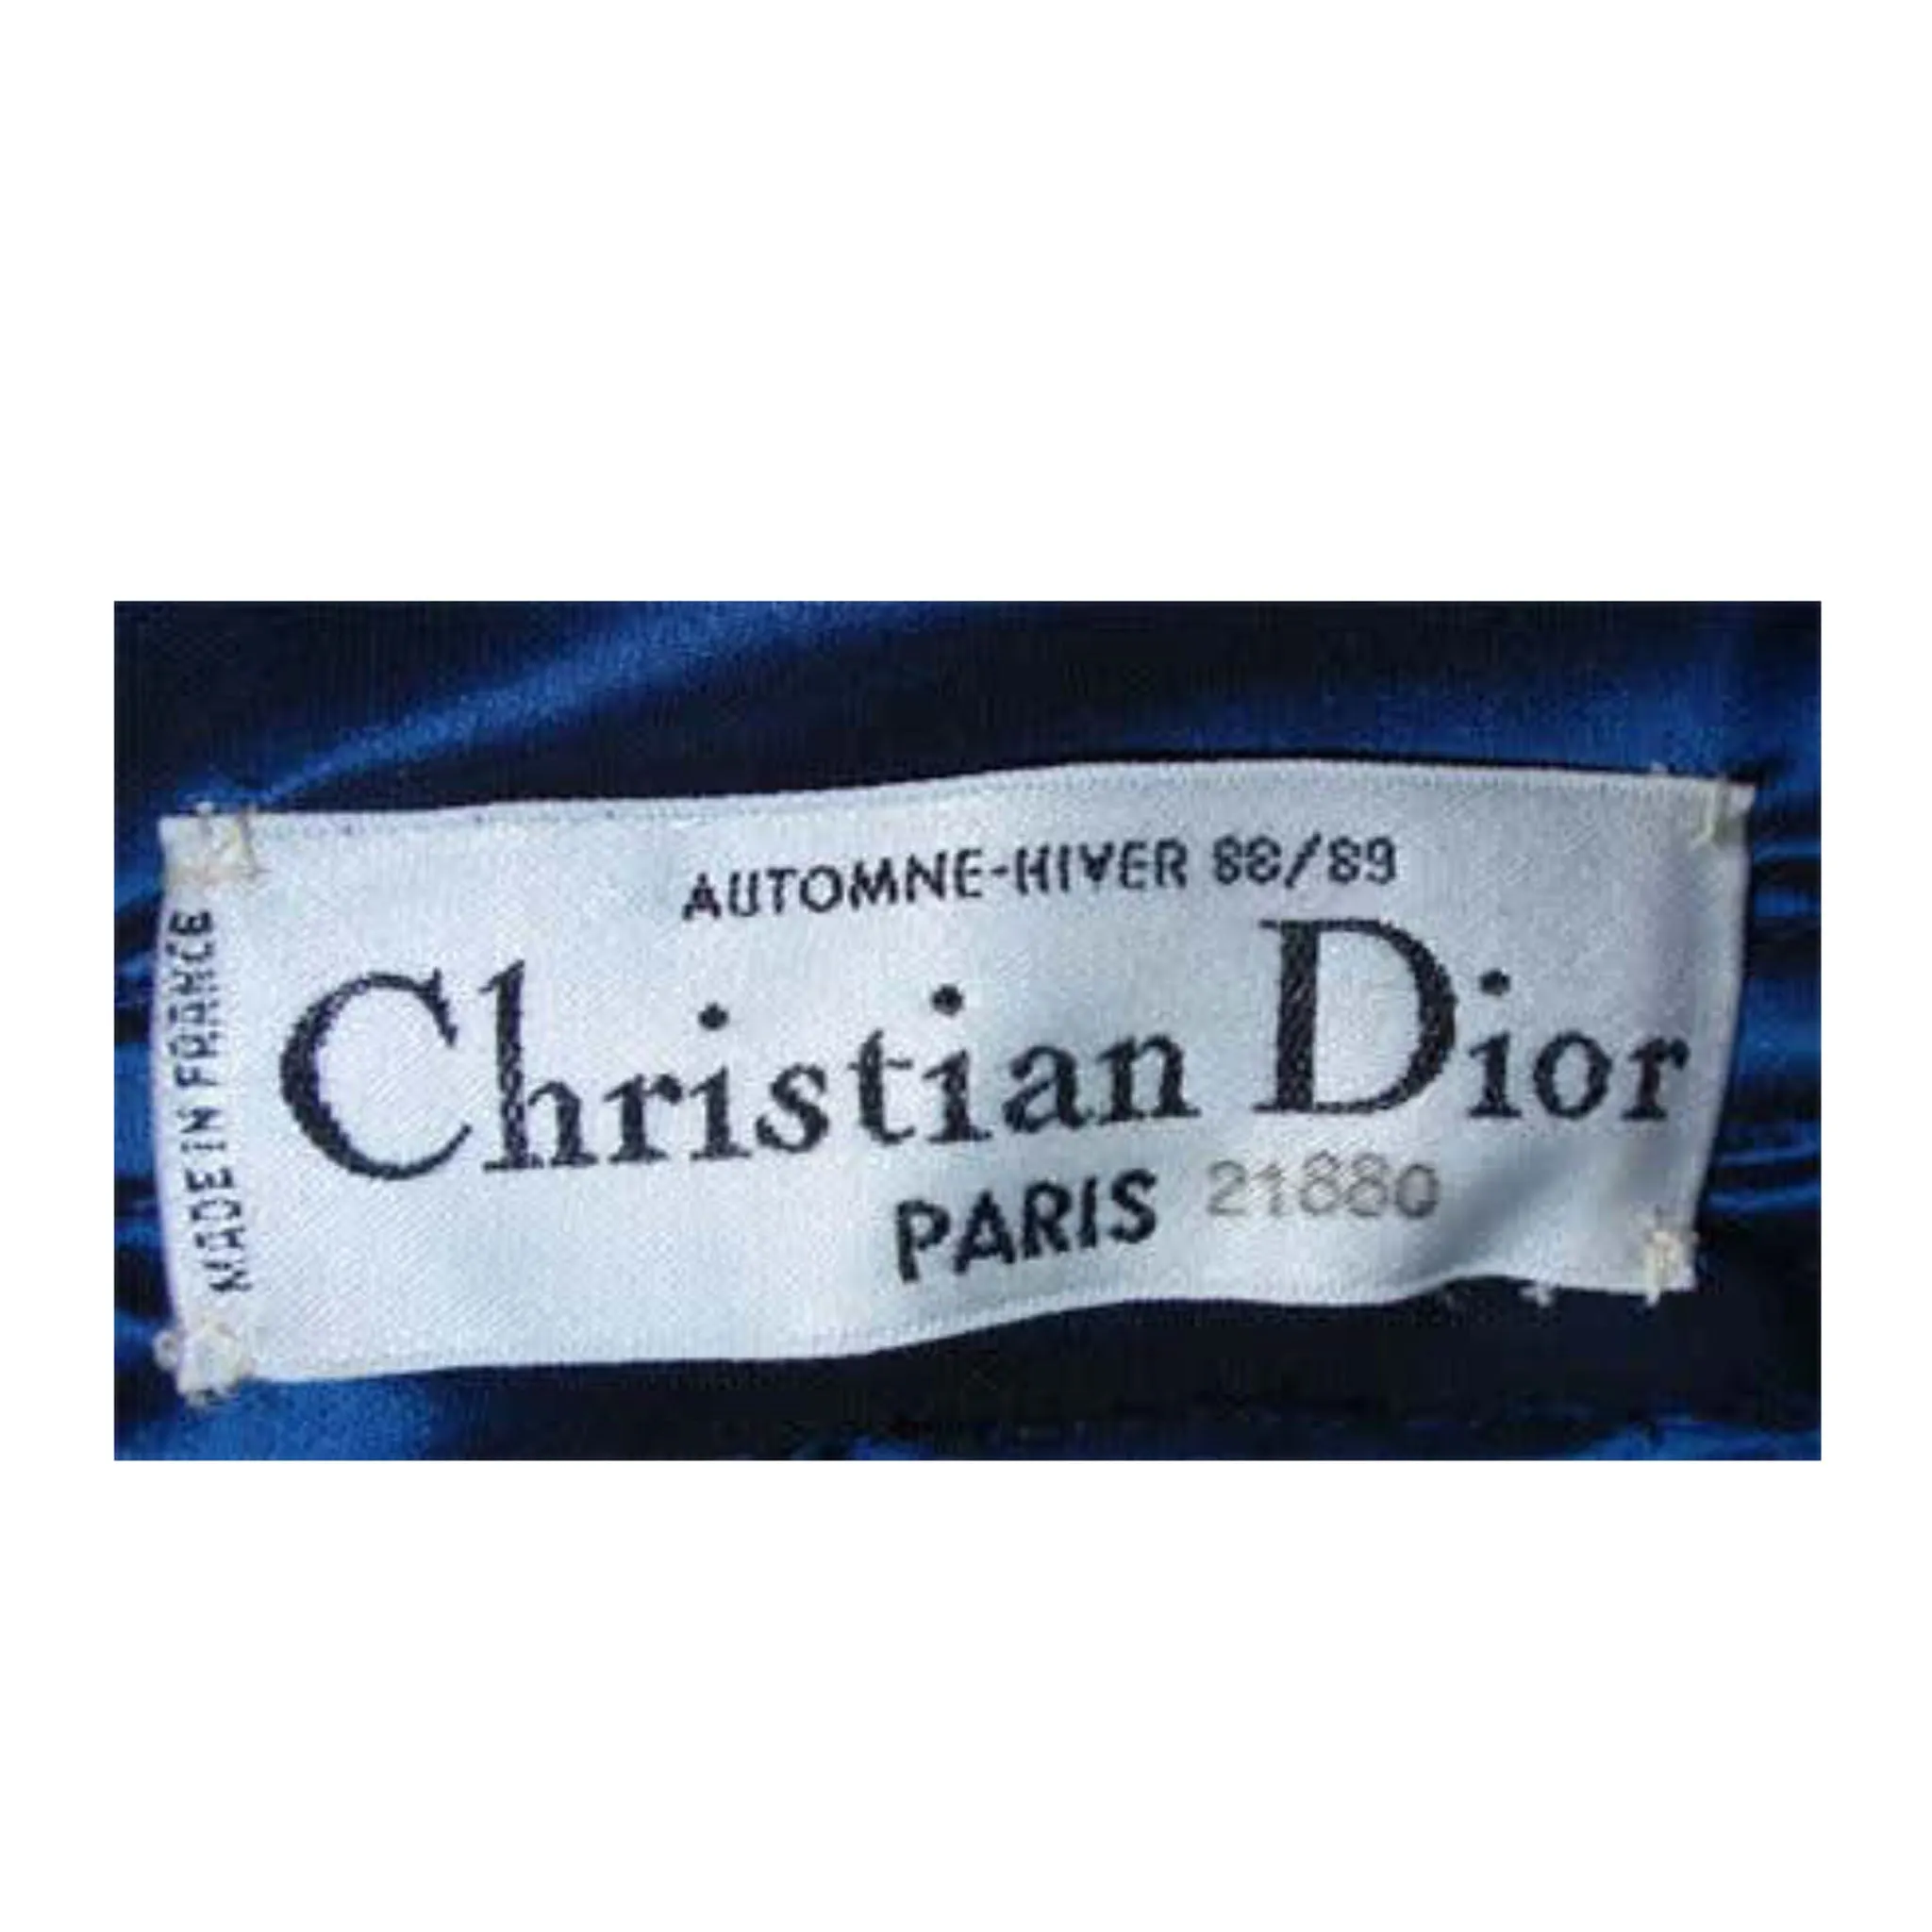 AUTOMNE-HIVER 88/89
Christian Dior
PARIS 21880
MADE IN FRANCE